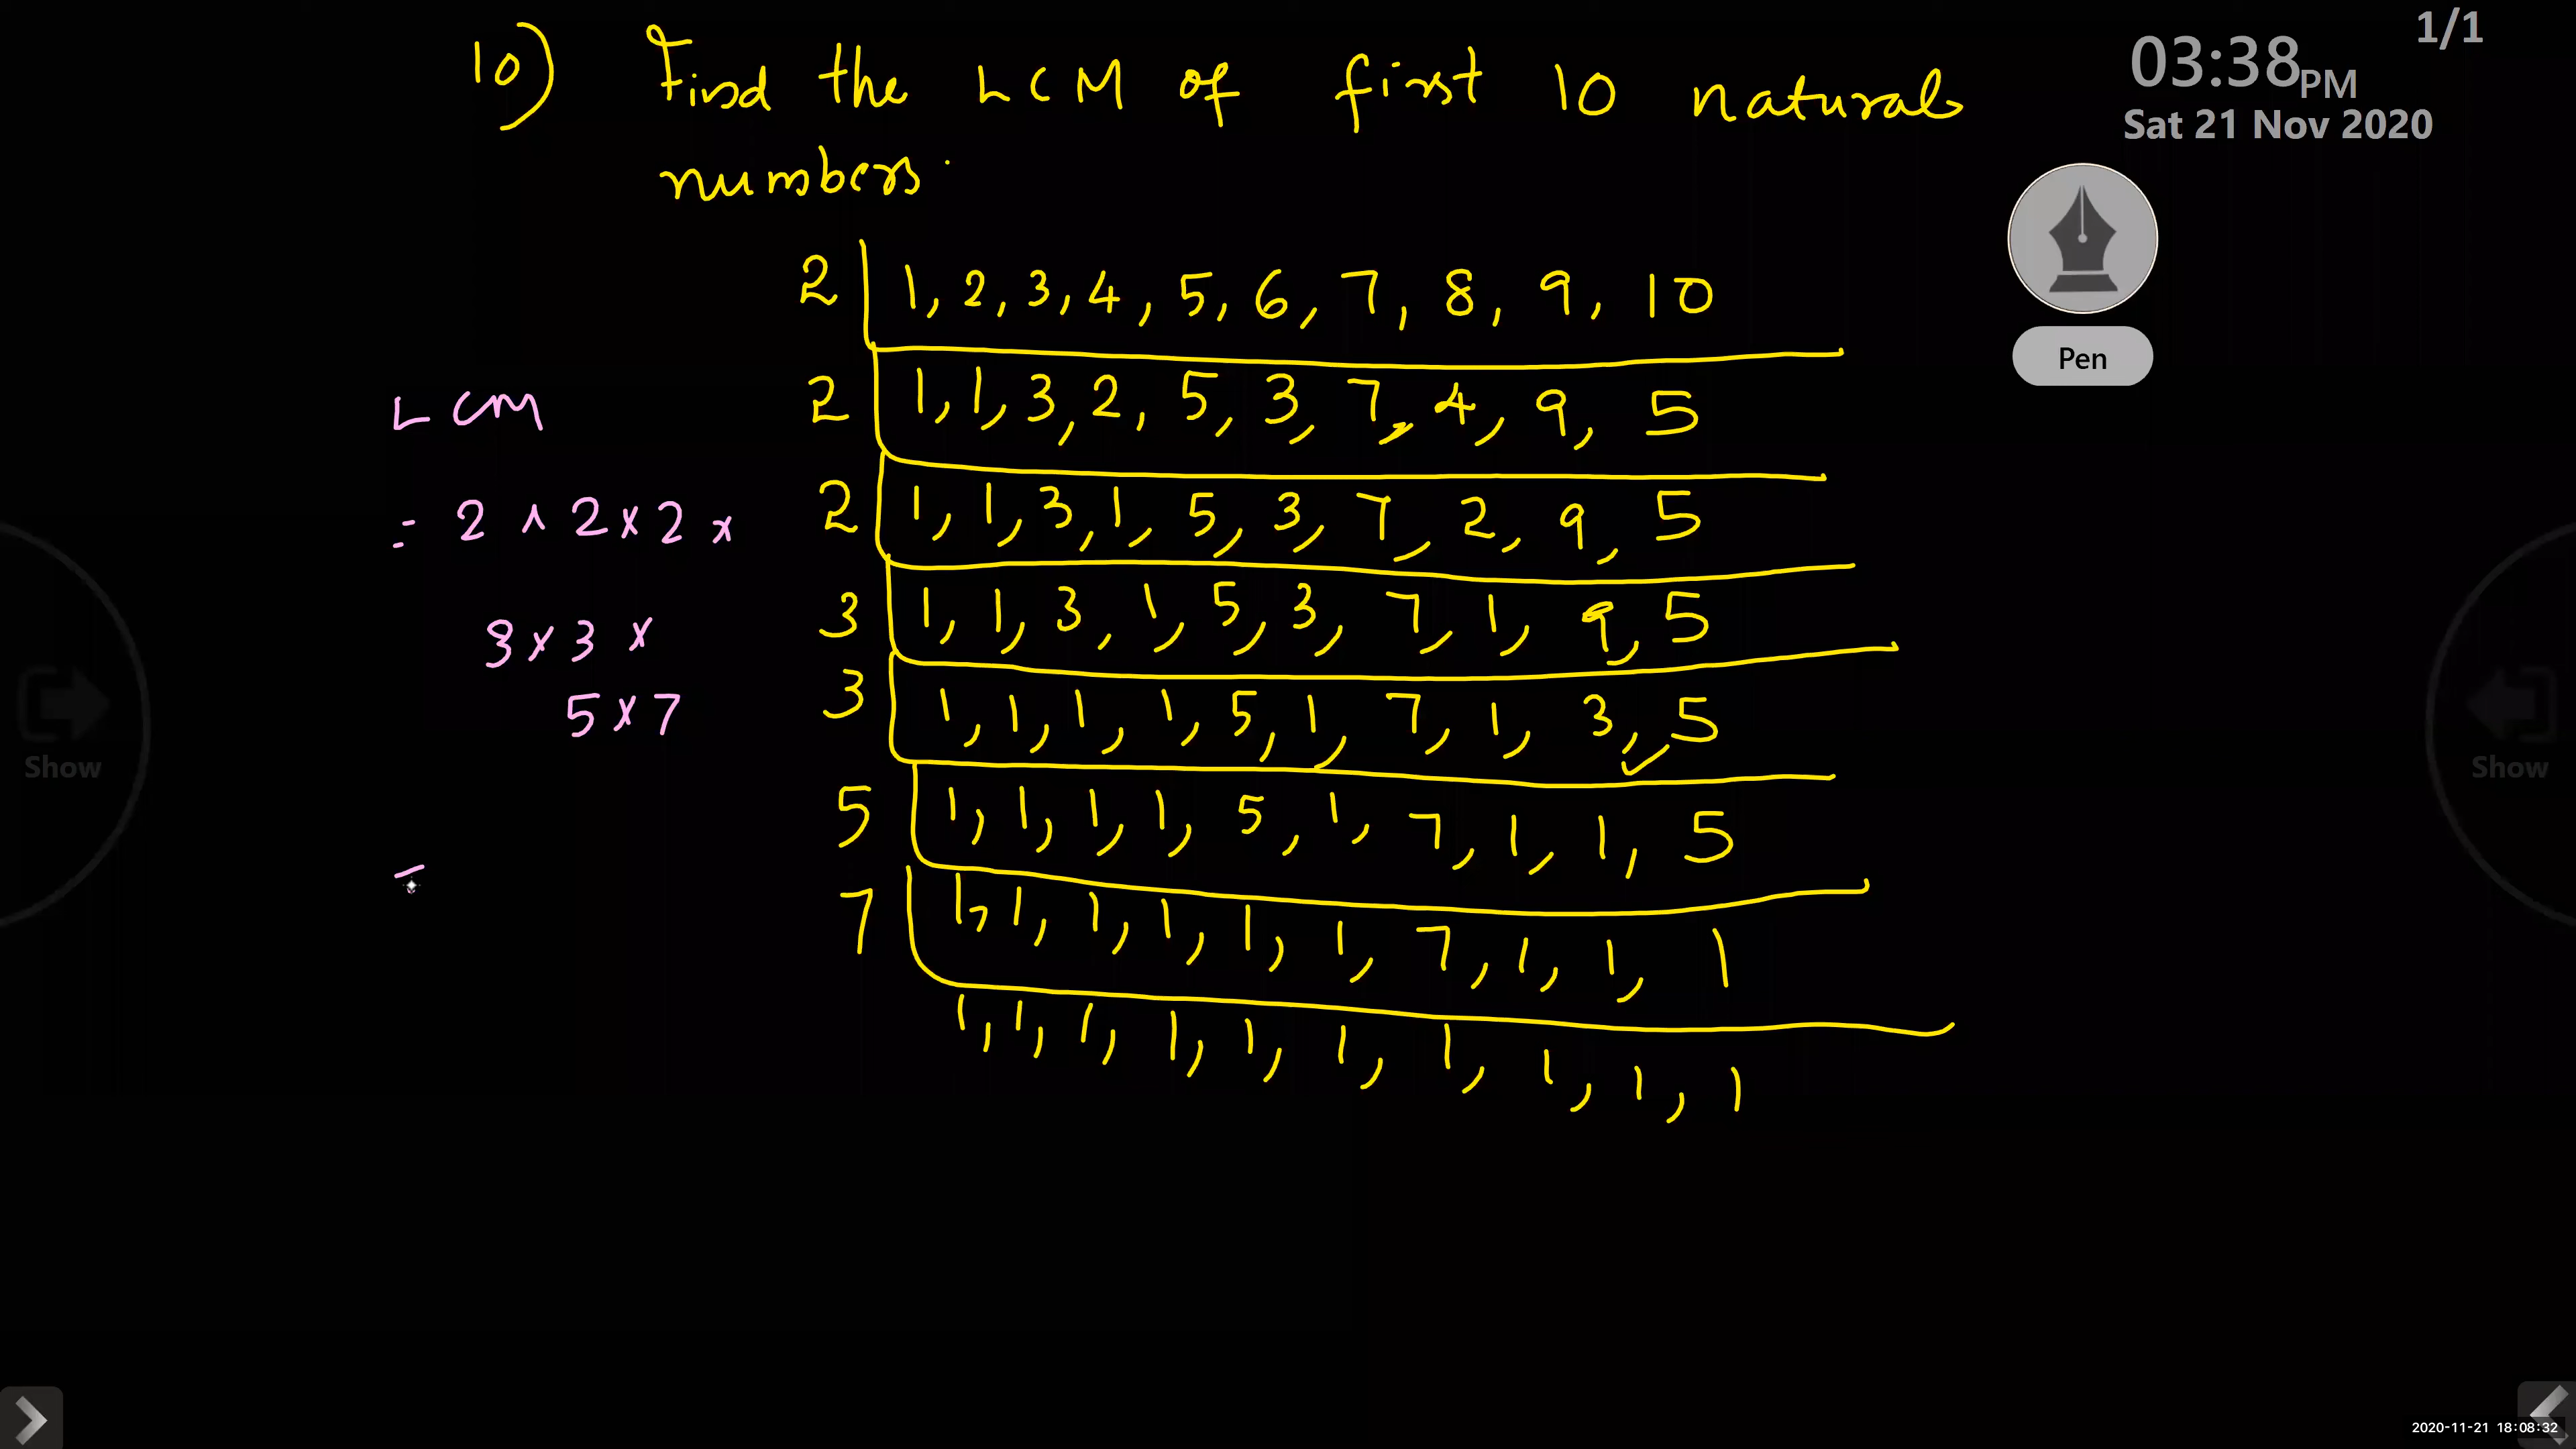 10) Find the LCM of first 10 natural
numbers.
1/1
03:38PM
Sat 21 Nov 2020
Pen
2 1, 2, 3, 4, 5, 6, 7, 8, 9, 10
2 1, 1, 3, 2, 5, 3, 7, 4, 9, 5
2 1, 1, 3, 1, 5, 3, 7, 2, 9, 5
3 1, 1, 3, 1, 5, 3, 7, 1, 9, 5
3 1, 1, 1, 1, 5, 1, 7, 1, 3, 5
5 1, 1, 1, 1, 5, 1, 7, 1, 1, 5
7 1, 1, 1, 1, 1, 1, 7, 1, 1, 1
1, 1, 1, 1, 1, 1, 1, 1, 1, 1
LCM
= 2 × 2 × 2 ×
3 × 3 ×
5 × 7
Show
Show
2020-11-21 18:08:32